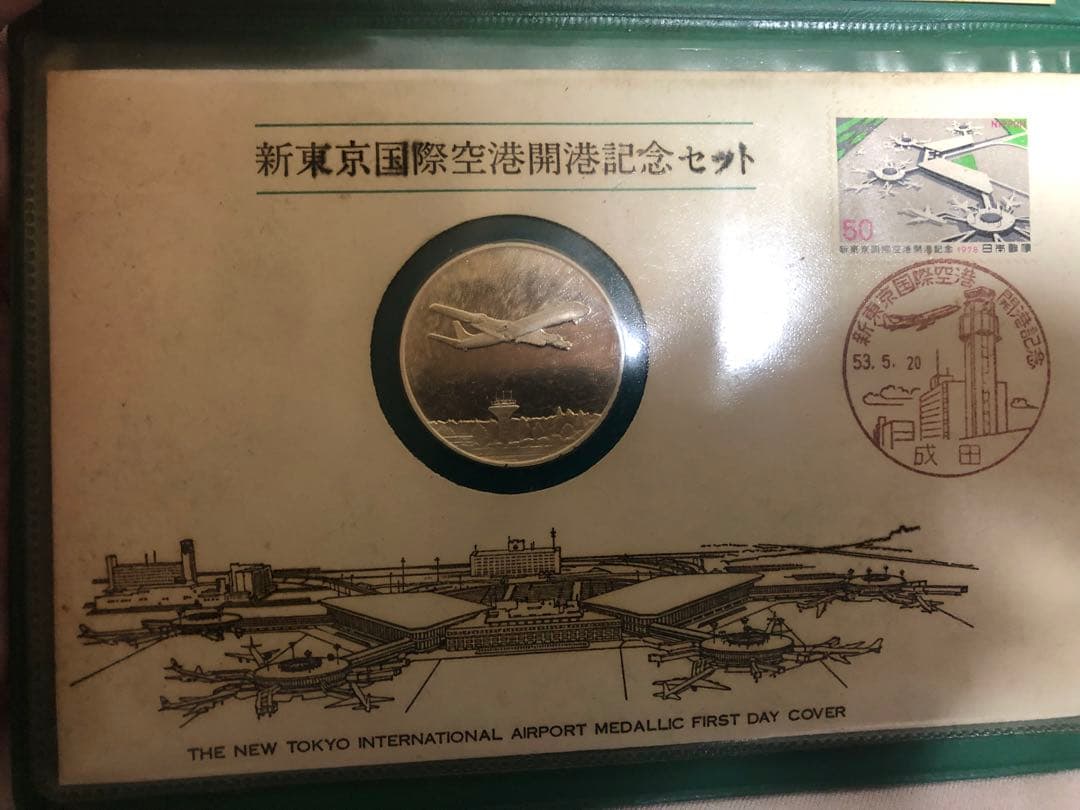 新東京国際空港開港記念セット
NIPPON
50
新東京国際空港開港記念 1978 日本郵便
新東京国際空港 開港記念
53. 5. 20
成田
THE NEW TOKYO INTERNATIONAL AIRPORT MEDALLIC FIRST DAY COVER